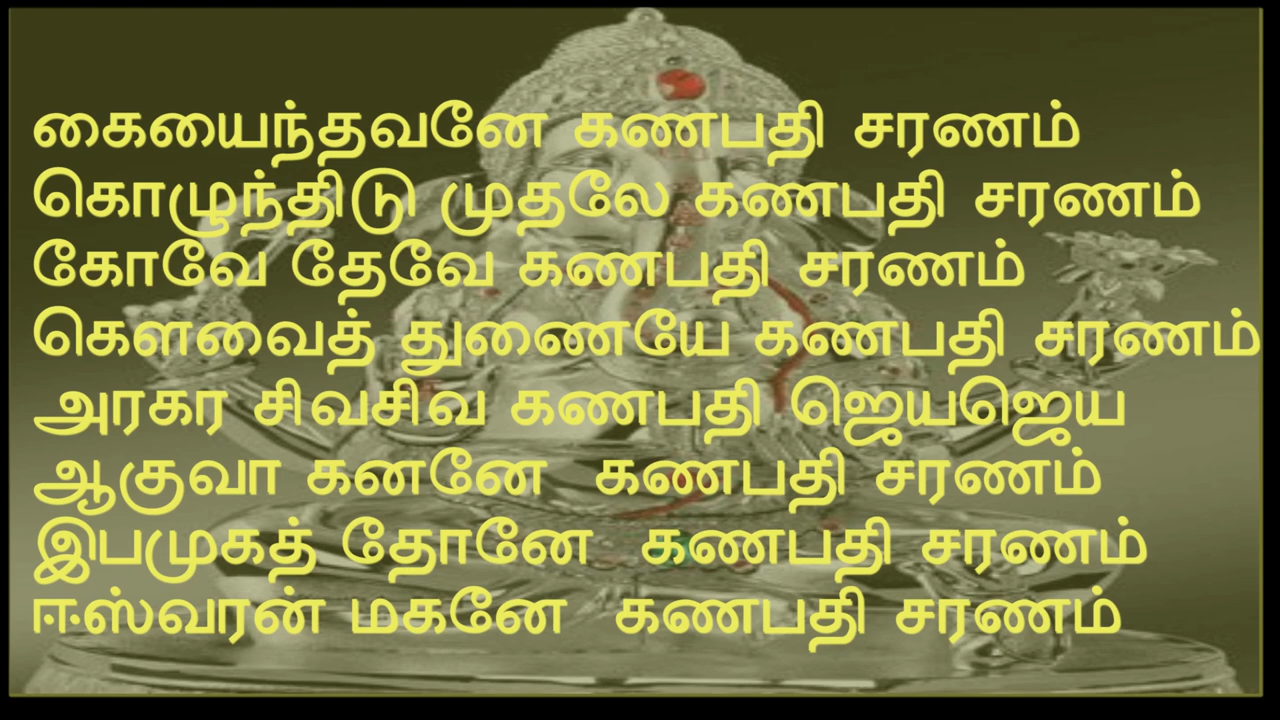 கையைந்தவனே கணபதி சரணம்
கொழுந்திடு முதலே கணபதி சரணம்
கோவே தேவே கணபதி சரணம்
கௌவைத் துணையே கணபதி சரணம்
அரகர சிவசிவ கணபதி ஜெயஜெய
ஆகுவா கனனே கணபதி சரணம்
இபமுகத் தோனே கணபதி சரணம்
ஈஸ்வரன் மகனே கணபதி சரணம்